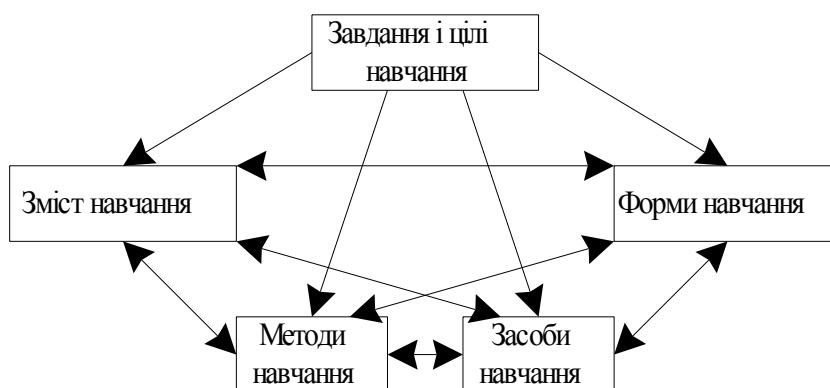 Завдання і цілі
навчання
Зміст навчання
Форми навчання
Методи
навчання
Засоби
навчання